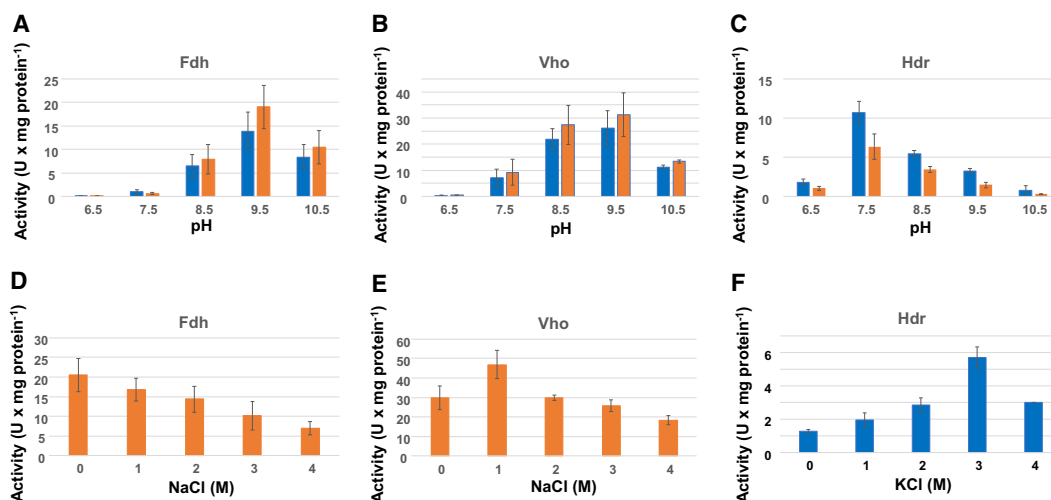 A
Fdh
Activity (U x mg protein-1)
25
20
15
10
5
0
6.5 7.5 8.5 9.5 10.5
pH
B
Vho
Activity (U x mg protein-1)
40
30
20
10
0
6.5 7.5 8.5 9.5 10.5
pH
C
Hdr
Activity (U x mg protein-1)
15
10
5
0
6.5 7.5 8.5 9.5 10.5
pH
D
Fdh
Activity (U x mg protein-1)
30
25
20
15
10
5
0
0 1 2 3 4
NaCl (M)
E
Vho
Activity (U x mg protein-1)
60
50
40
30
20
10
0
0 1 2 3 4
NaCl (M)
F
Hdr
Activity (U x mg protein-1)
6
4
2
0
0 1 2 3 4
KCl (M)